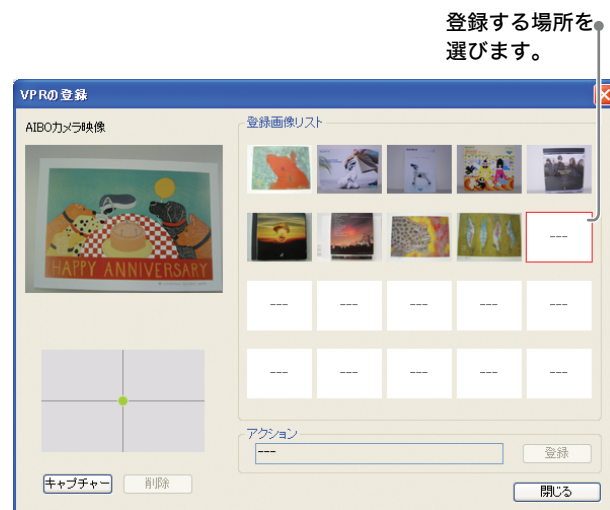 登録する場所を
選びます。
VPRの登録
AIBOカメラ映像
登録画像リスト
HAPPY ANNIVERSARY
---
--- --- --- --- ---
--- --- --- --- ---
アクション
---
登録
キャプチャー 削除
閉じる